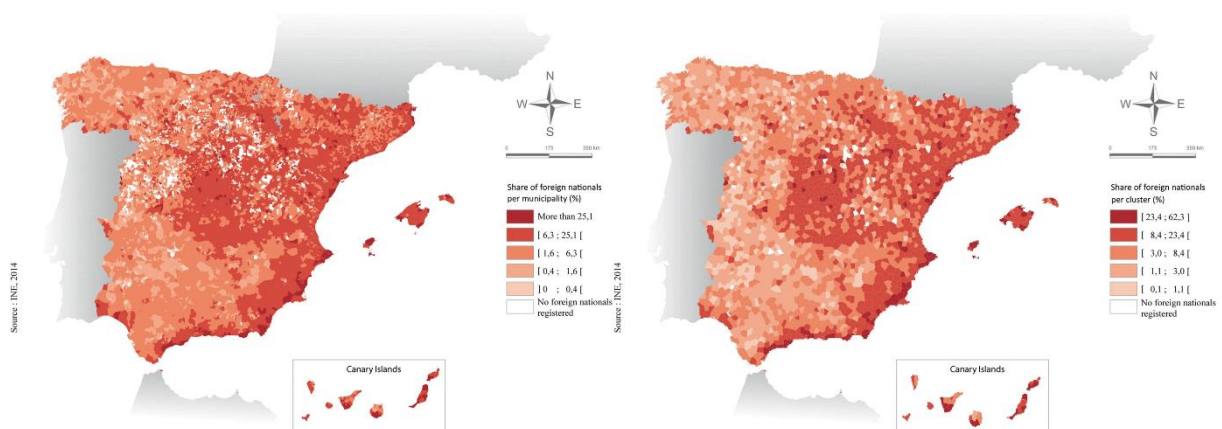 N
W E
S
0 175 350 km
Share of foreign nationals
per municipality (%)
More than 25,1
[ 6,3 ; 25,1 [
[ 1,6 ; 6,3 [
[ 0,4 ; 1,6 [
]0 ; 0,4 [
No foreign nationals
registered
Source : INE, 2014
Canary Islands
N
W E
S
0 175 350 km
Share of foreign nationals
per cluster (%)
[ 23,4 ; 62,3 ]
[ 8,4 ; 23,4 [
[ 3,0 ; 8,4 [
[ 1,1 ; 3,0 [
[ 0,1 ; 1,1 [
No foreign nationals
registered
Source : INE, 2014
Canary Islands